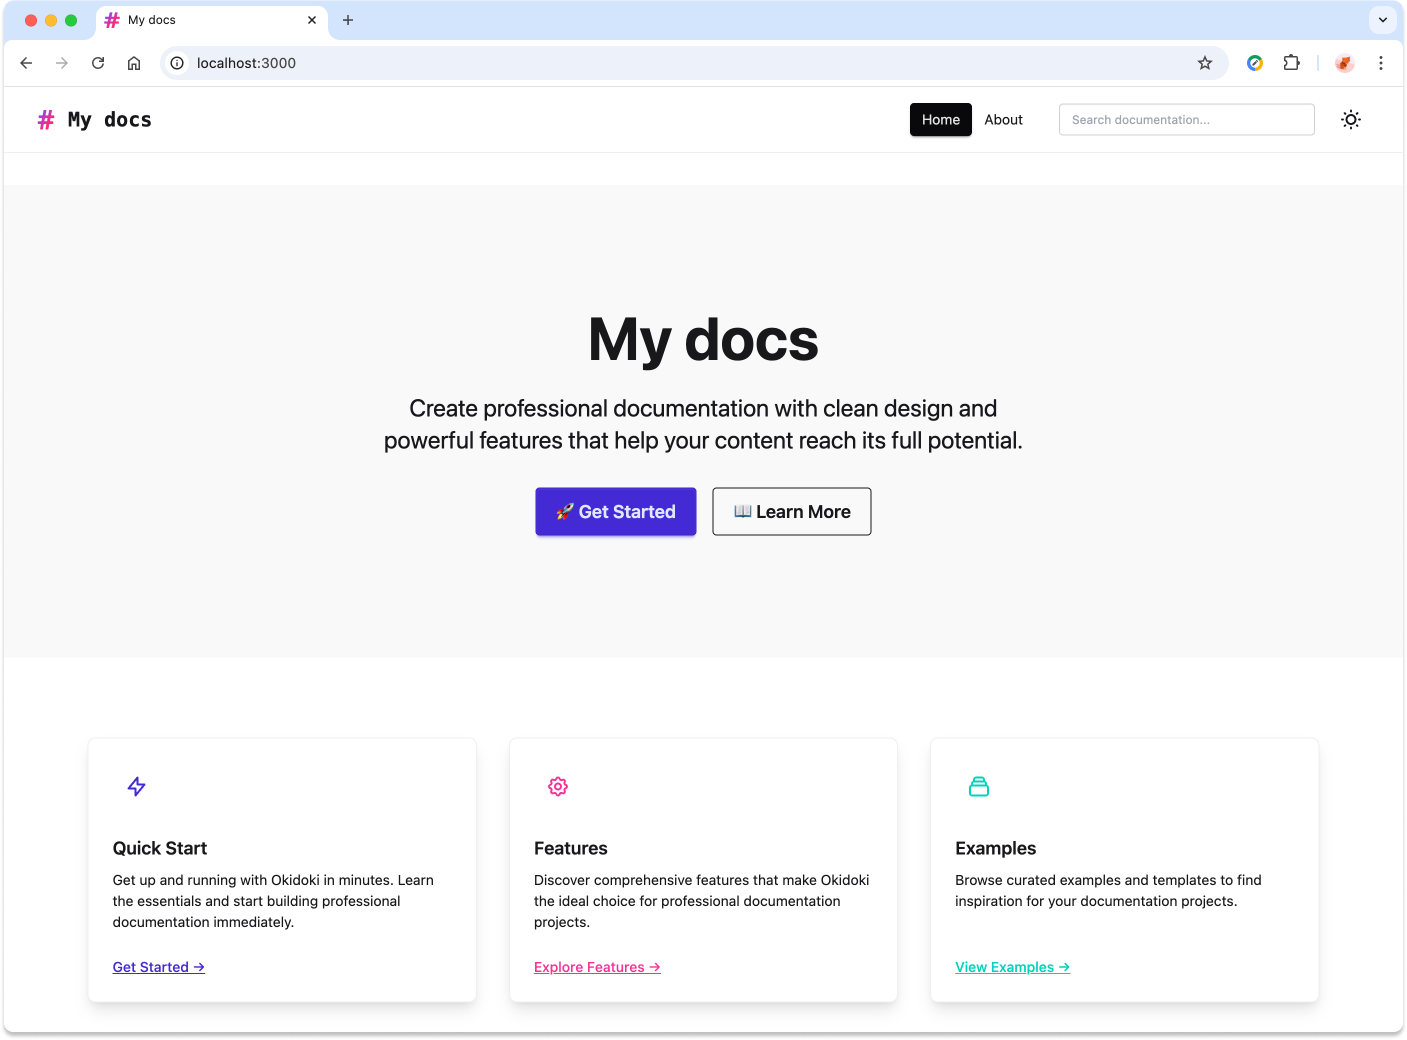 My docs
localhost:3000
# My docs
Home
About
Search documentation...
My docs
Create professional documentation with clean design and
powerful features that help your content reach its full potential.
🚀 Get Started
📖 Learn More
Quick Start
Get up and running with Okidoki in minutes. Learn
the essentials and start building professional
documentation immediately.
Get Started →
Features
Discover comprehensive features that make Okidoki
the ideal choice for professional documentation
projects.
Explore Features →
Examples
Browse curated examples and templates to find
inspiration for your documentation projects.
View Examples →